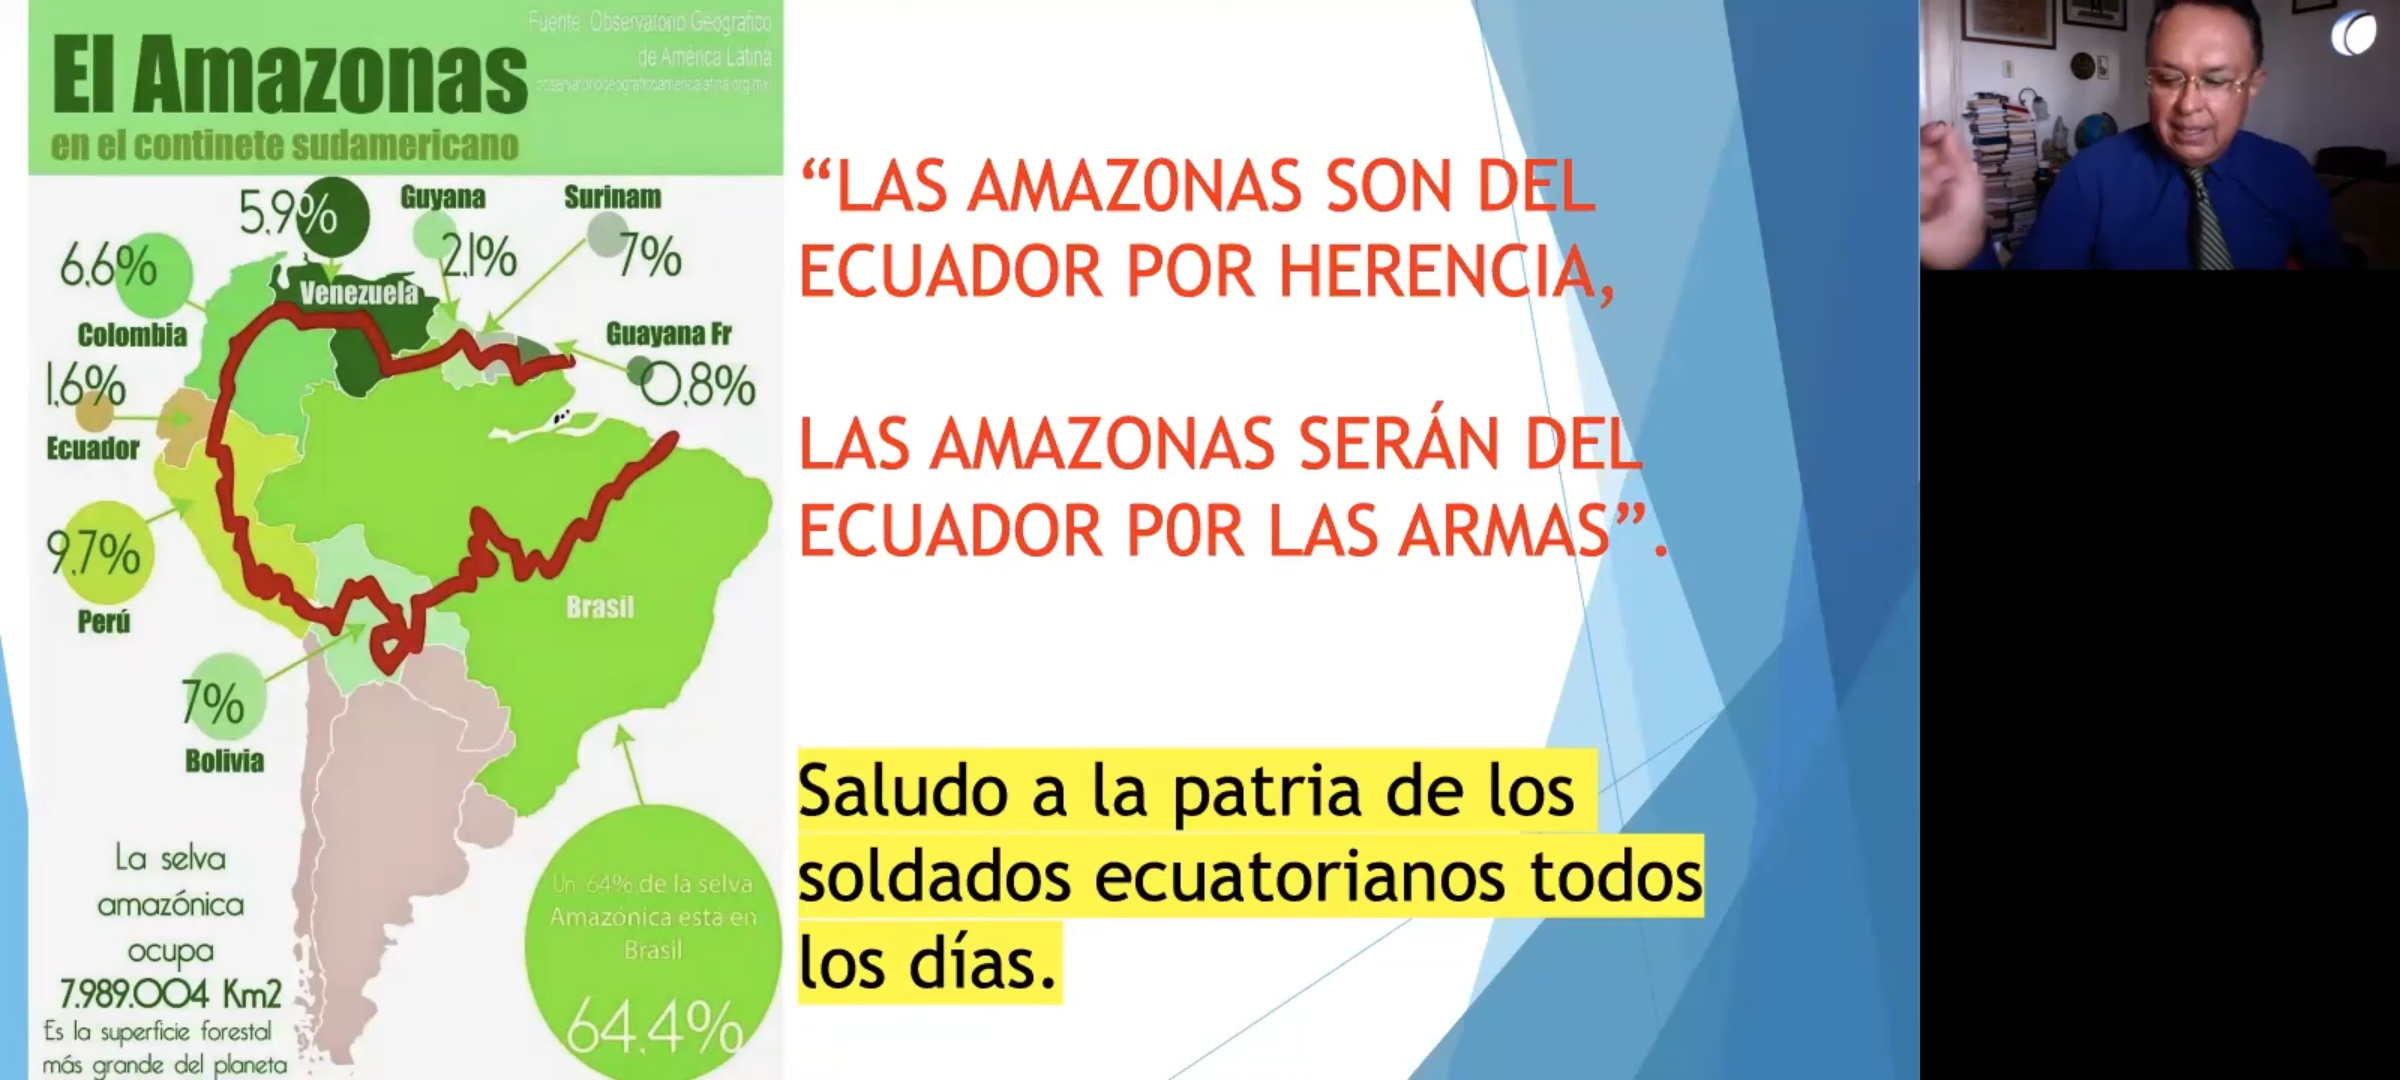 Fuente: Observatorio Geográfico
de América Latina
observatoriogeograficoamericalatina.org.mx
El Amazonas
en el continete sudamericano
5.9%
Guyana
Surinam
6.6%
2.1%
7%
Venezuela
Colombia
Guayana Fr
1.6%
0.8%
Ecuador
9.7%
Perú
Brasil
7%
Bolivia
La selva
amazónica
ocupa
7.989.004 Km2
Es la superficie forestal
más grande del planeta
Un 64% de la selva
Amazónica está en
Brasil
64.4%
“LAS AMAZ0NAS SON DEL
ECUADOR POR HERENCIA,
LAS AMAZONAS SERÁN DEL
ECUADOR P0R LAS ARMAS”.
Saludo a la patria de los
soldados ecuatorianos todos
los días.